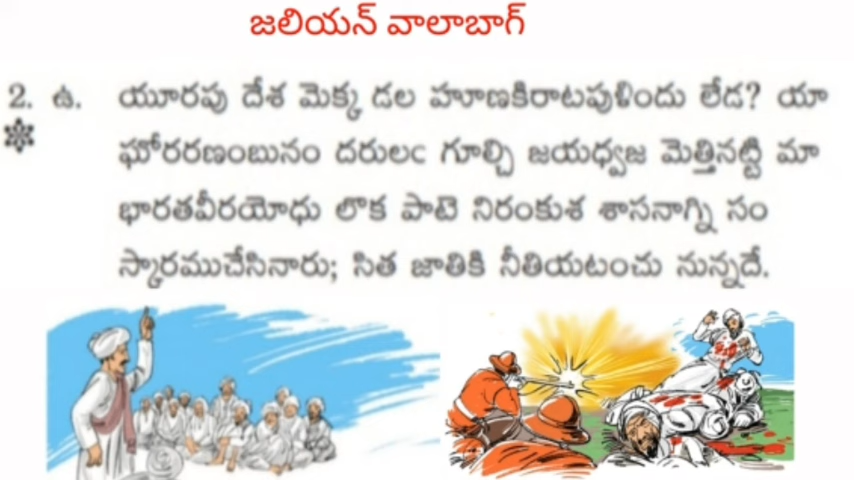 జలియన్ వాలాబాగ్
2. ఉ. యూరపు దేశ మెక్క డల హూణకిరాటపుళిందు లేడ? యా
ఘోరరణంబునం దరులఁ గూల్చి జయధ్వజ మెత్తినట్టి మా
భారతవీరయోధు లొక పాటె నిరంకుశ శాసనాగ్ని సం
స్కారముచేసినారు; సిత జాతికి నీతియటంచు నున్నదే.